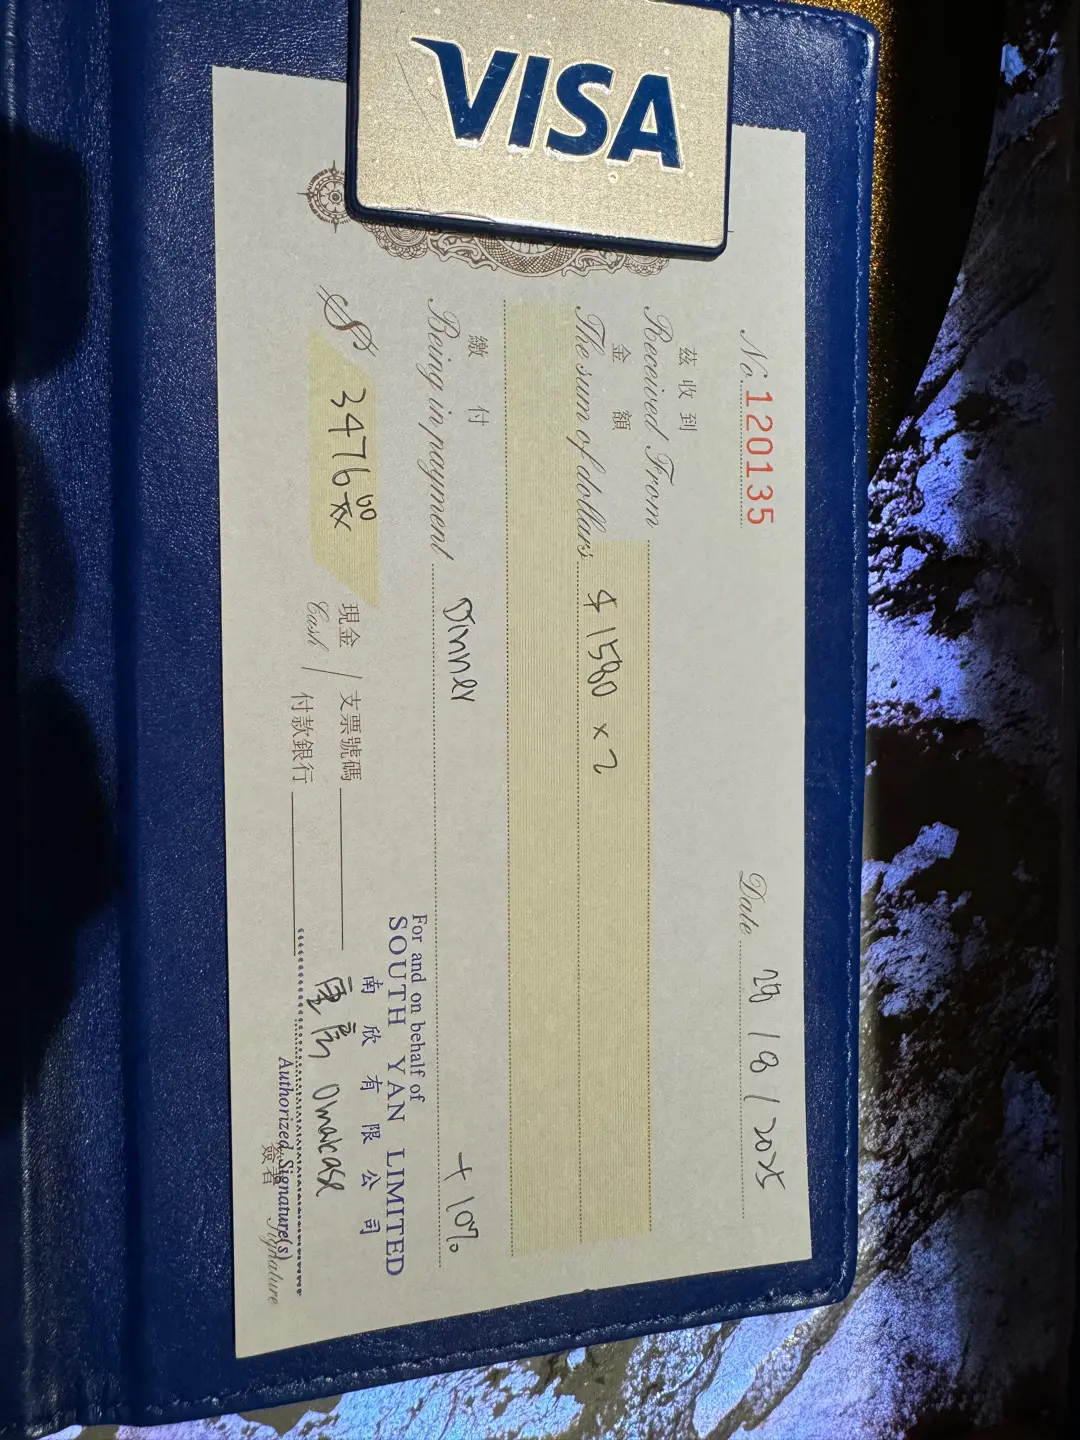 VISA
No. 120135
Date 28 / 8 / 2025
茲收到
Received From
金額
The sum of dollars $1580 x 2
繳付
Being in payment Dinner + 10%
$ 3476.00
現金 / 支票號碼
Cash 付款銀行
For and on behalf of
SOUTH YAN LIMITED
南欣有限公司
Omakase
Authorized Signature(s)
簽署
Signature